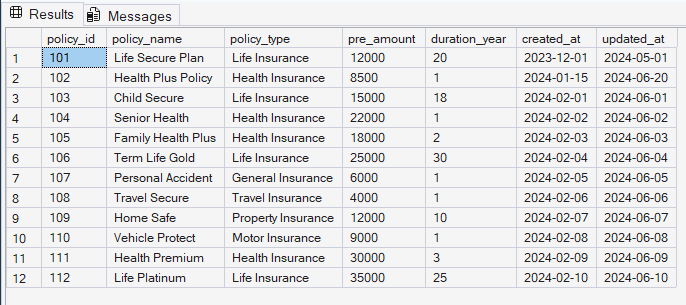 Results Messages
policy_id policy_name policy_type pre_amount duration_year created_at updated_at
1 101 Life Secure Plan Life Insurance 12000 20 2023-12-01 2024-05-01
2 102 Health Plus Policy Health Insurance 8500 1 2024-01-15 2024-06-20
3 103 Child Secure Life Insurance 15000 18 2024-02-01 2024-06-01
4 104 Senior Health Health Insurance 22000 1 2024-02-02 2024-06-02
5 105 Family Health Plus Health Insurance 18000 2 2024-02-03 2024-06-03
6 106 Term Life Gold Life Insurance 25000 30 2024-02-04 2024-06-04
7 107 Personal Accident General Insurance 6000 1 2024-02-05 2024-06-05
8 108 Travel Secure Travel Insurance 4000 1 2024-02-06 2024-06-06
9 109 Home Safe Property Insurance 12000 10 2024-02-07 2024-06-07
10 110 Vehicle Protect Motor Insurance 9000 1 2024-02-08 2024-06-08
11 111 Health Premium Health Insurance 30000 3 2024-02-09 2024-06-09
12 112 Life Platinum Life Insurance 35000 25 2024-02-10 2024-06-10